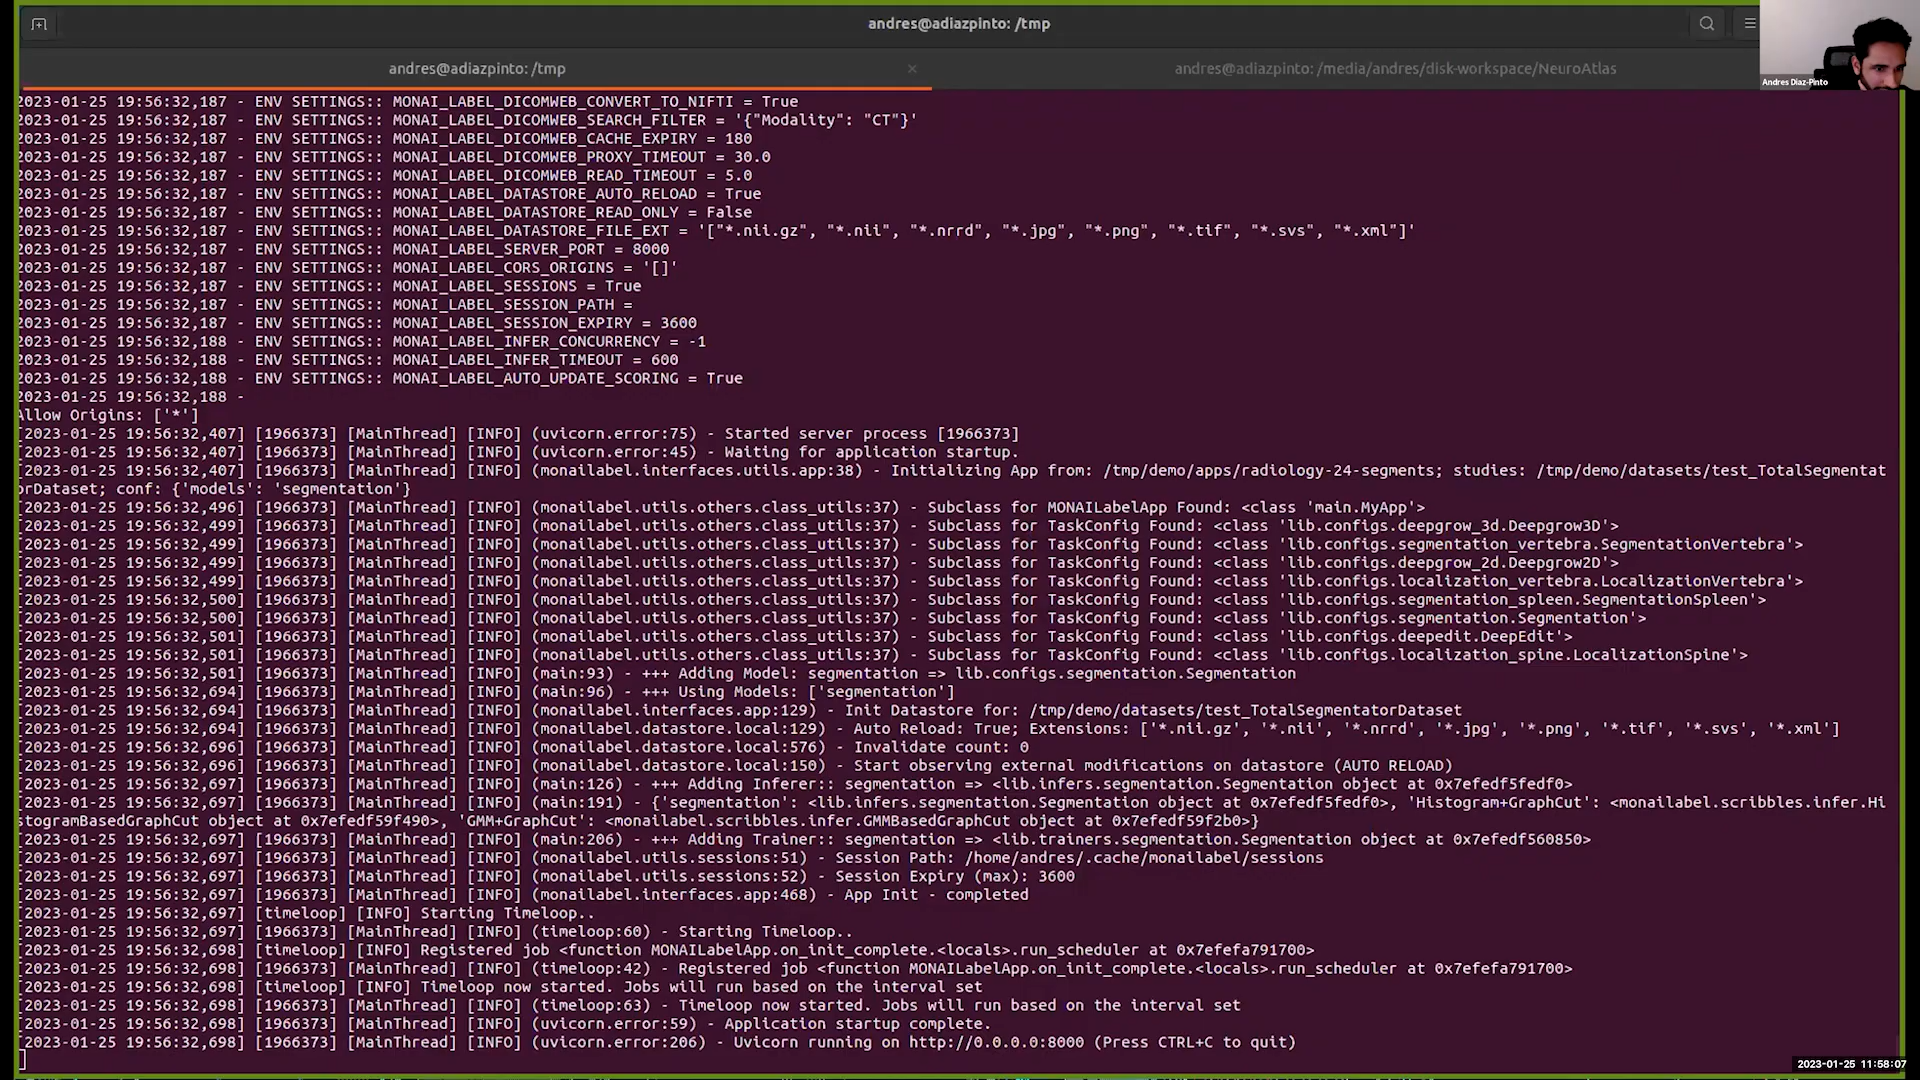 andres@adiazpinto: /tmp
andres@adiazpinto: /tmp × andres@adiazpinto: /media/andres/disk-workspace/NeuroAtlas
Andres Diaz-Pinto
2023-01-25 19:56:32,187 - ENV SETTINGS:: MONAI_LABEL_DICOMWEB_CONVERT_TO_NIFTI = True
2023-01-25 19:56:32,187 - ENV SETTINGS:: MONAI_LABEL_DICOMWEB_SEARCH_FILTER = '{"Modality": "CT"}'
2023-01-25 19:56:32,187 - ENV SETTINGS:: MONAI_LABEL_DICOMWEB_CACHE_EXPIRY = 180
2023-01-25 19:56:32,187 - ENV SETTINGS:: MONAI_LABEL_DICOMWEB_PROXY_TIMEOUT = 30.0
2023-01-25 19:56:32,187 - ENV SETTINGS:: MONAI_LABEL_DICOMWEB_READ_TIMEOUT = 5.0
2023-01-25 19:56:32,187 - ENV SETTINGS:: MONAI_LABEL_DATASTORE_AUTO_RELOAD = True
2023-01-25 19:56:32,187 - ENV SETTINGS:: MONAI_LABEL_DATASTORE_READ_ONLY = False
2023-01-25 19:56:32,187 - ENV SETTINGS:: MONAI_LABEL_DATASTORE_FILE_EXT = '["*.nii.gz", "*.nii", "*.nrrd", "*.jpg", "*.png", "*.tif", "*.svs", "*.xml"]'
2023-01-25 19:56:32,187 - ENV SETTINGS:: MONAI_LABEL_SERVER_PORT = 8000
2023-01-25 19:56:32,187 - ENV SETTINGS:: MONAI_LABEL_CORS_ORIGINS = '[]'
2023-01-25 19:56:32,187 - ENV SETTINGS:: MONAI_LABEL_SESSIONS = True
2023-01-25 19:56:32,187 - ENV SETTINGS:: MONAI_LABEL_SESSION_PATH =
2023-01-25 19:56:32,187 - ENV SETTINGS:: MONAI_LABEL_SESSION_EXPIRY = 3600
2023-01-25 19:56:32,188 - ENV SETTINGS:: MONAI_LABEL_INFER_CONCURRENCY = -1
2023-01-25 19:56:32,188 - ENV SETTINGS:: MONAI_LABEL_INFER_TIMEOUT = 600
2023-01-25 19:56:32,188 - ENV SETTINGS:: MONAI_LABEL_AUTO_UPDATE_SCORING = True
2023-01-25 19:56:32,188 -
Allow Origins: ['*']
[2023-01-25 19:56:32,407] [1966373] [MainThread] [INFO] (uvicorn.error:75) - Started server process [1966373]
[2023-01-25 19:56:32,407] [1966373] [MainThread] [INFO] (uvicorn.error:45) - Waiting for application startup.
[2023-01-25 19:56:32,407] [1966373] [MainThread] [INFO] (monailabel.interfaces.utils.app:38) - Initializing App from: /tmp/demo/apps/radiology-24-segments; studies: /tmp/demo/datasets/test_TotalSegmentat
orDataset; conf: {'models': 'segmentation'}
[2023-01-25 19:56:32,496] [1966373] [MainThread] [INFO] (monailabel.utils.others.class_utils:37) - Subclass for MONAILabelApp Found: <class 'main.MyApp'>
[2023-01-25 19:56:32,499] [1966373] [MainThread] [INFO] (monailabel.utils.others.class_utils:37) - Subclass for TaskConfig Found: <class 'lib.configs.deepgrow_3d.Deepgrow3D'>
[2023-01-25 19:56:32,499] [1966373] [MainThread] [INFO] (monailabel.utils.others.class_utils:37) - Subclass for TaskConfig Found: <class 'lib.configs.segmentation_vertebra.SegmentationVertebra'>
[2023-01-25 19:56:32,499] [1966373] [MainThread] [INFO] (monailabel.utils.others.class_utils:37) - Subclass for TaskConfig Found: <class 'lib.configs.deepgrow_2d.Deepgrow2D'>
[2023-01-25 19:56:32,499] [1966373] [MainThread] [INFO] (monailabel.utils.others.class_utils:37) - Subclass for TaskConfig Found: <class 'lib.configs.localization_vertebra.LocalizationVertebra'>
[2023-01-25 19:56:32,500] [1966373] [MainThread] [INFO] (monailabel.utils.others.class_utils:37) - Subclass for TaskConfig Found: <class 'lib.configs.segmentation_spleen.SegmentationSpleen'>
[2023-01-25 19:56:32,500] [1966373] [MainThread] [INFO] (monailabel.utils.others.class_utils:37) - Subclass for TaskConfig Found: <class 'lib.configs.segmentation.Segmentation'>
[2023-01-25 19:56:32,501] [1966373] [MainThread] [INFO] (monailabel.utils.others.class_utils:37) - Subclass for TaskConfig Found: <class 'lib.configs.deepedit.DeepEdit'>
[2023-01-25 19:56:32,501] [1966373] [MainThread] [INFO] (monailabel.utils.others.class_utils:37) - Subclass for TaskConfig Found: <class 'lib.configs.localization_spine.LocalizationSpine'>
[2023-01-25 19:56:32,501] [1966373] [MainThread] [INFO] (main:93) - +++ Adding Model: segmentation => lib.configs.segmentation.Segmentation
[2023-01-25 19:56:32,694] [1966373] [MainThread] [INFO] (main:96) - +++ Using Models: ['segmentation']
[2023-01-25 19:56:32,694] [1966373] [MainThread] [INFO] (monailabel.interfaces.app:129) - Init Datastore for: /tmp/demo/datasets/test_TotalSegmentatorDataset
[2023-01-25 19:56:32,694] [1966373] [MainThread] [INFO] (monailabel.datastore.local:129) - Auto Reload: True; Extensions: ['*.nii.gz', '*.nii', '*.nrrd', '*.jpg', '*.png', '*.tif', '*.svs', '*.xml']
[2023-01-25 19:56:32,696] [1966373] [MainThread] [INFO] (monailabel.datastore.local:576) - Invalidate count: 0
[2023-01-25 19:56:32,696] [1966373] [MainThread] [INFO] (monailabel.datastore.local:150) - Start observing external modifications on datastore (AUTO RELOAD)
[2023-01-25 19:56:32,697] [1966373] [MainThread] [INFO] (main:126) - +++ Adding Inferer:: segmentation => <lib.infers.segmentation.Segmentation object at 0x7efedf5fedf0>
[2023-01-25 19:56:32,697] [1966373] [MainThread] [INFO] (main:191) - {'segmentation': <lib.infers.segmentation.Segmentation object at 0x7efedf5fedf0>, 'Histogram+GraphCut': <monailabel.scribbles.infer.Hi
stogramBasedGraphCut object at 0x7efedf59f490>, 'GMM+GraphCut': <monailabel.scribbles.infer.GMMBasedGraphCut object at 0x7efedf59f2b0>}
[2023-01-25 19:56:32,697] [1966373] [MainThread] [INFO] (main:206) - +++ Adding Trainer:: segmentation => <lib.trainers.segmentation.Segmentation object at 0x7efedf560850>
[2023-01-25 19:56:32,697] [1966373] [MainThread] [INFO] (monailabel.utils.sessions:51) - Session Path: /home/andres/.cache/monailabel/sessions
[2023-01-25 19:56:32,697] [1966373] [MainThread] [INFO] (monailabel.utils.sessions:52) - Session Expiry (max): 3600
[2023-01-25 19:56:32,697] [1966373] [MainThread] [INFO] (monailabel.interfaces.app:468) - App Init - completed
[2023-01-25 19:56:32,697] [timeloop] [INFO] Starting Timeloop..
[2023-01-25 19:56:32,697] [1966373] [MainThread] [INFO] (timeloop:60) - Starting Timeloop..
[2023-01-25 19:56:32,698] [timeloop] [INFO] Registered job <function MONAILabelApp.on_init_complete.<locals>.run_scheduler at 0x7efefa791700>
[2023-01-25 19:56:32,698] [1966373] [MainThread] [INFO] (timeloop:42) - Registered job <function MONAILabelApp.on_init_complete.<locals>.run_scheduler at 0x7efefa791700>
[2023-01-25 19:56:32,698] [timeloop] [INFO] Timeloop now started. Jobs will run based on the interval set
[2023-01-25 19:56:32,698] [1966373] [MainThread] [INFO] (timeloop:63) - Timeloop now started. Jobs will run based on the interval set
[2023-01-25 19:56:32,698] [1966373] [MainThread] [INFO] (uvicorn.error:59) - Application startup complete.
[2023-01-25 19:56:32,698] [1966373] [MainThread] [INFO] (uvicorn.error:206) - Uvicorn running on http://0.0.0.0:8000 (Press CTRL+C to quit)
2023-01-25 11:58:07